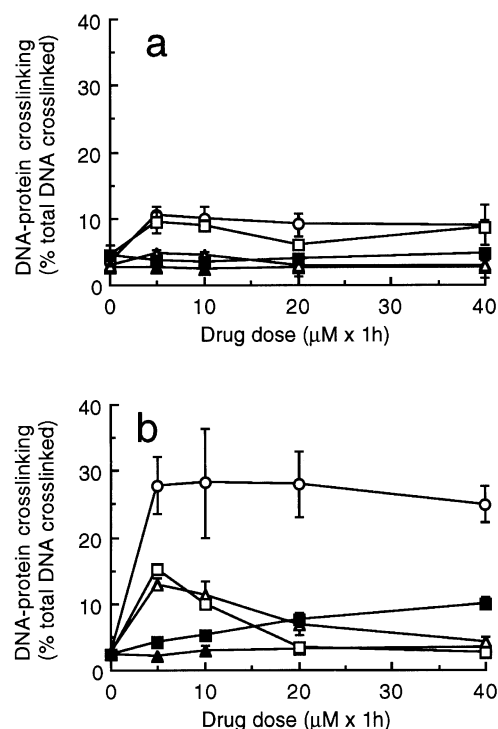 a
DNA-protein crosslinking
(% total DNA crosslinked)
40
30
20
10
0
0 10 20 30 40
Drug dose (µM x 1h)
b
DNA-protein crosslinking
(% total DNA crosslinked)
40
30
20
10
0
0 10 20 30 40
Drug dose (µM x 1h)